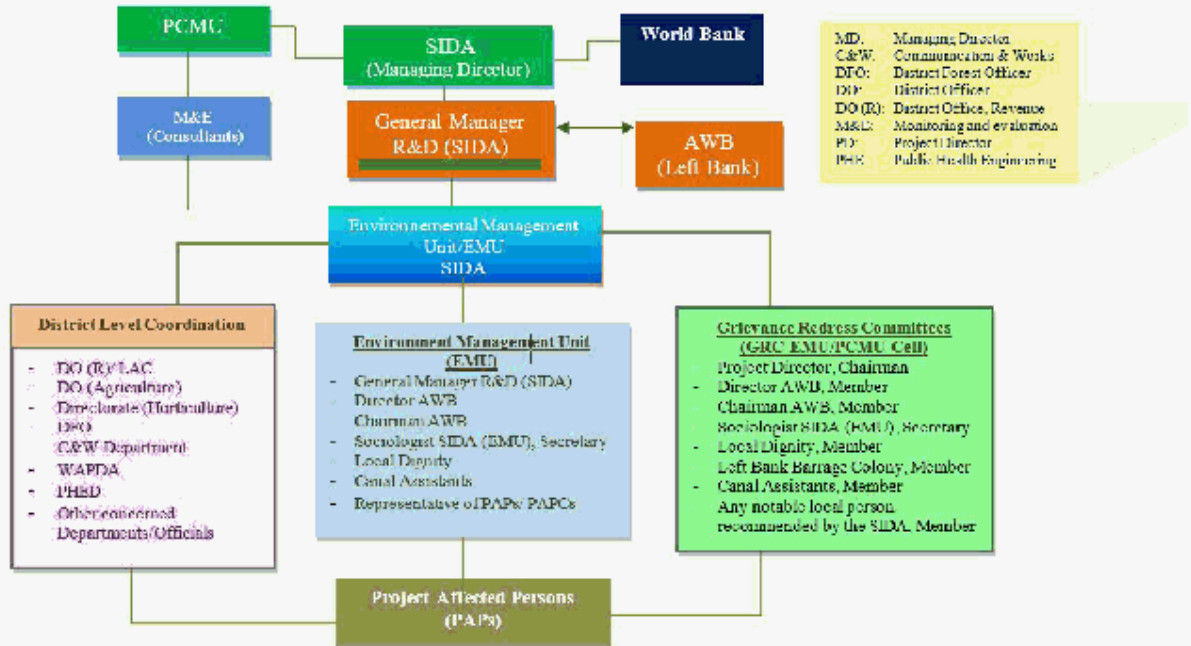 PCMU
SIDA
(Managing Director)
World Bank
MD: Managing Director
C&W: Communication & Works
DFO: District Forest Officer
DO: District Officer
DO (R): District Office, Revenue
M&E: Monitoring and evaluation
PD: Project Director
PHE Public Health Engineering
M&E
(Consultants)
General Manager
R&D (SIDA)
AWB
(Left Bank)
Environnemental Management
Unit/EMU
SIDA
District Level Coordination
- DO (R)/ LAC
- DO (Agriculture)
- Directorate (Horticulture)
- DFO
C&W Department
- WAPDA
- PHED
- Other concerned
Departments/Officials
Environment Management Unit
(EMU)
- General Manager R&D (SIDA)
- Director AWB
Chairman AWB
- Sociologist SIDA (EMU), Secretary
- Local Dignity
- Canal Assistants
- Representative of PAPs/ PAPCs
Grievance Redress Committees
(GRC EMU/PCMU Cell)
- Project Director, Chairman
- Director AWB, Member
- Chairman AWB, Member
- Sociologist SIDA (EMU), Secretary
- Local Dignity, Member
- Left Bank Barrage Colony, Member
- Canal Assistants, Member
- Any notable local person
recommended by the SIDA, Member
Project Affected Persons
(PAPs)